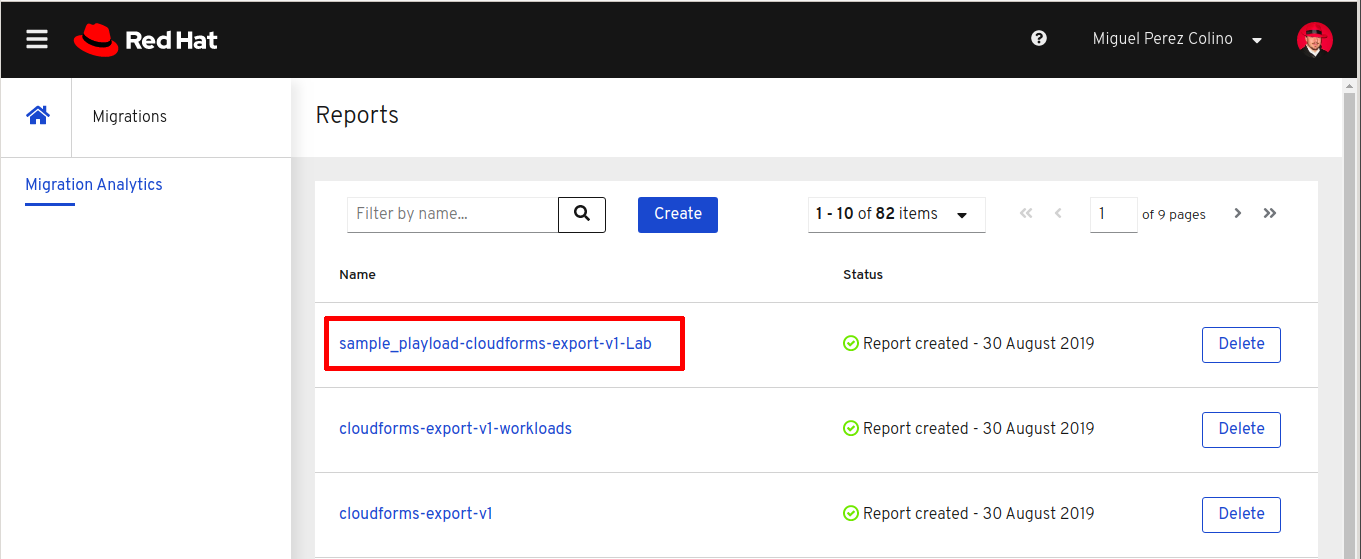 Red Hat
Miguel Perez Colino
Migrations
Reports
Migration Analytics
Filter by name...
Create
1 - 10 of 82 items
1
of 9 pages
Name
Status
sample_playload-cloudforms-export-v1-Lab
Report created - 30 August 2019
Delete
cloudforms-export-v1-workloads
Report created - 30 August 2019
Delete
cloudforms-export-v1
Report created - 30 August 2019
Delete